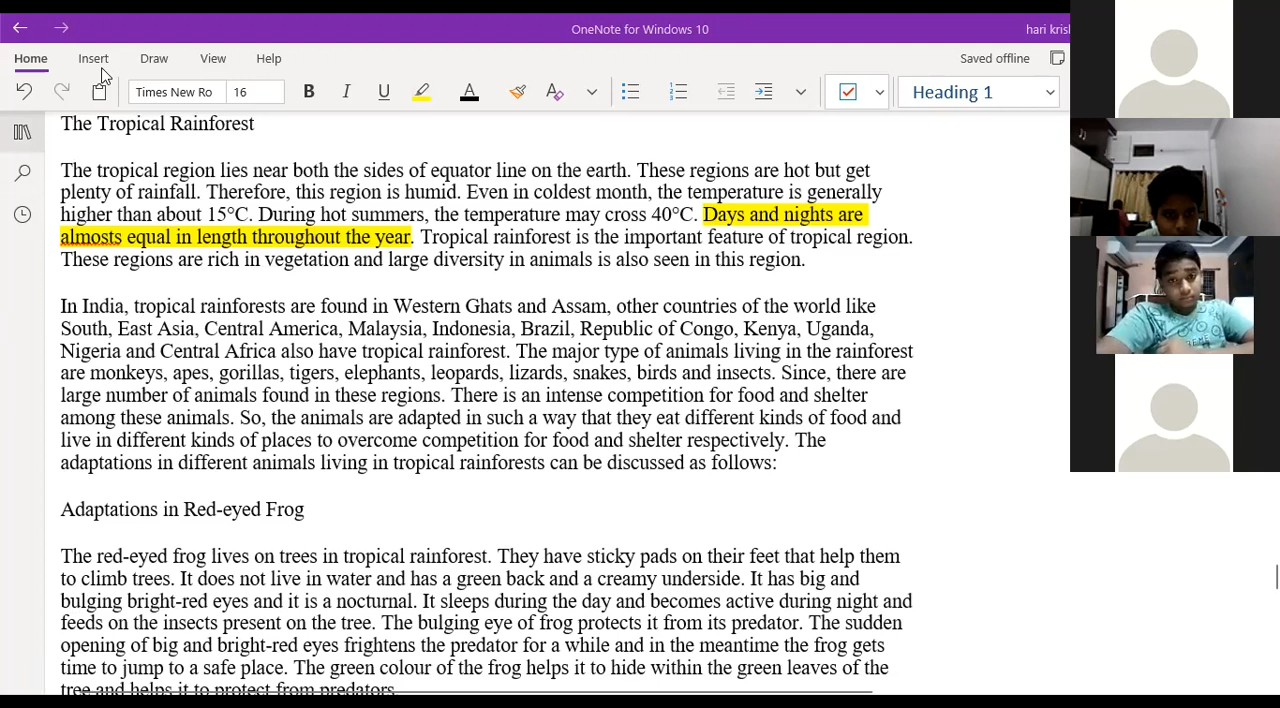 OneNote for Windows 10
hari krisl
Home Insert Draw View Help
Saved offline
Times New Ro 16
B I U A A
Heading 1
The Tropical Rainforest
The tropical region lies near both the sides of equator line on the earth. These regions are hot but get
plenty of rainfall. Therefore, this region is humid. Even in coldest month, the temperature is generally
higher than about 15°C. During hot summers, the temperature may cross 40°C. Days and nights are
almosts equal in length throughout the year. Tropical rainforest is the important feature of tropical region.
These regions are rich in vegetation and large diversity in animals is also seen in this region.
In India, tropical rainforests are found in Western Ghats and Assam, other countries of the world like
South, East Asia, Central America, Malaysia, Indonesia, Brazil, Republic of Congo, Kenya, Uganda,
Nigeria and Central Africa also have tropical rainforest. The major type of animals living in the rainforest
are monkeys, apes, gorillas, tigers, elephants, leopards, lizards, snakes, birds and insects. Since, there are
large number of animals found in these regions. There is an intense competition for food and shelter
among these animals. So, the animals are adapted in such a way that they eat different kinds of food and
live in different kinds of places to overcome competition for food and shelter respectively. The
adaptations in different animals living in tropical rainforests can be discussed as follows:
Adaptations in Red-eyed Frog
The red-eyed frog lives on trees in tropical rainforest. They have sticky pads on their feet that help them
to climb trees. It does not live in water and has a green back and a creamy underside. It has big and
bulging bright-red eyes and it is a nocturnal. It sleeps during the day and becomes active during night and
feeds on the insects present on the tree. The bulging eye of frog protects it from its predator. The sudden
opening of big and bright-red eyes frightens the predator for a while and in the meantime the frog gets
time to jump to a safe place. The green colour of the frog helps it to hide within the green leaves of the
tree and helps it to protect from predators.